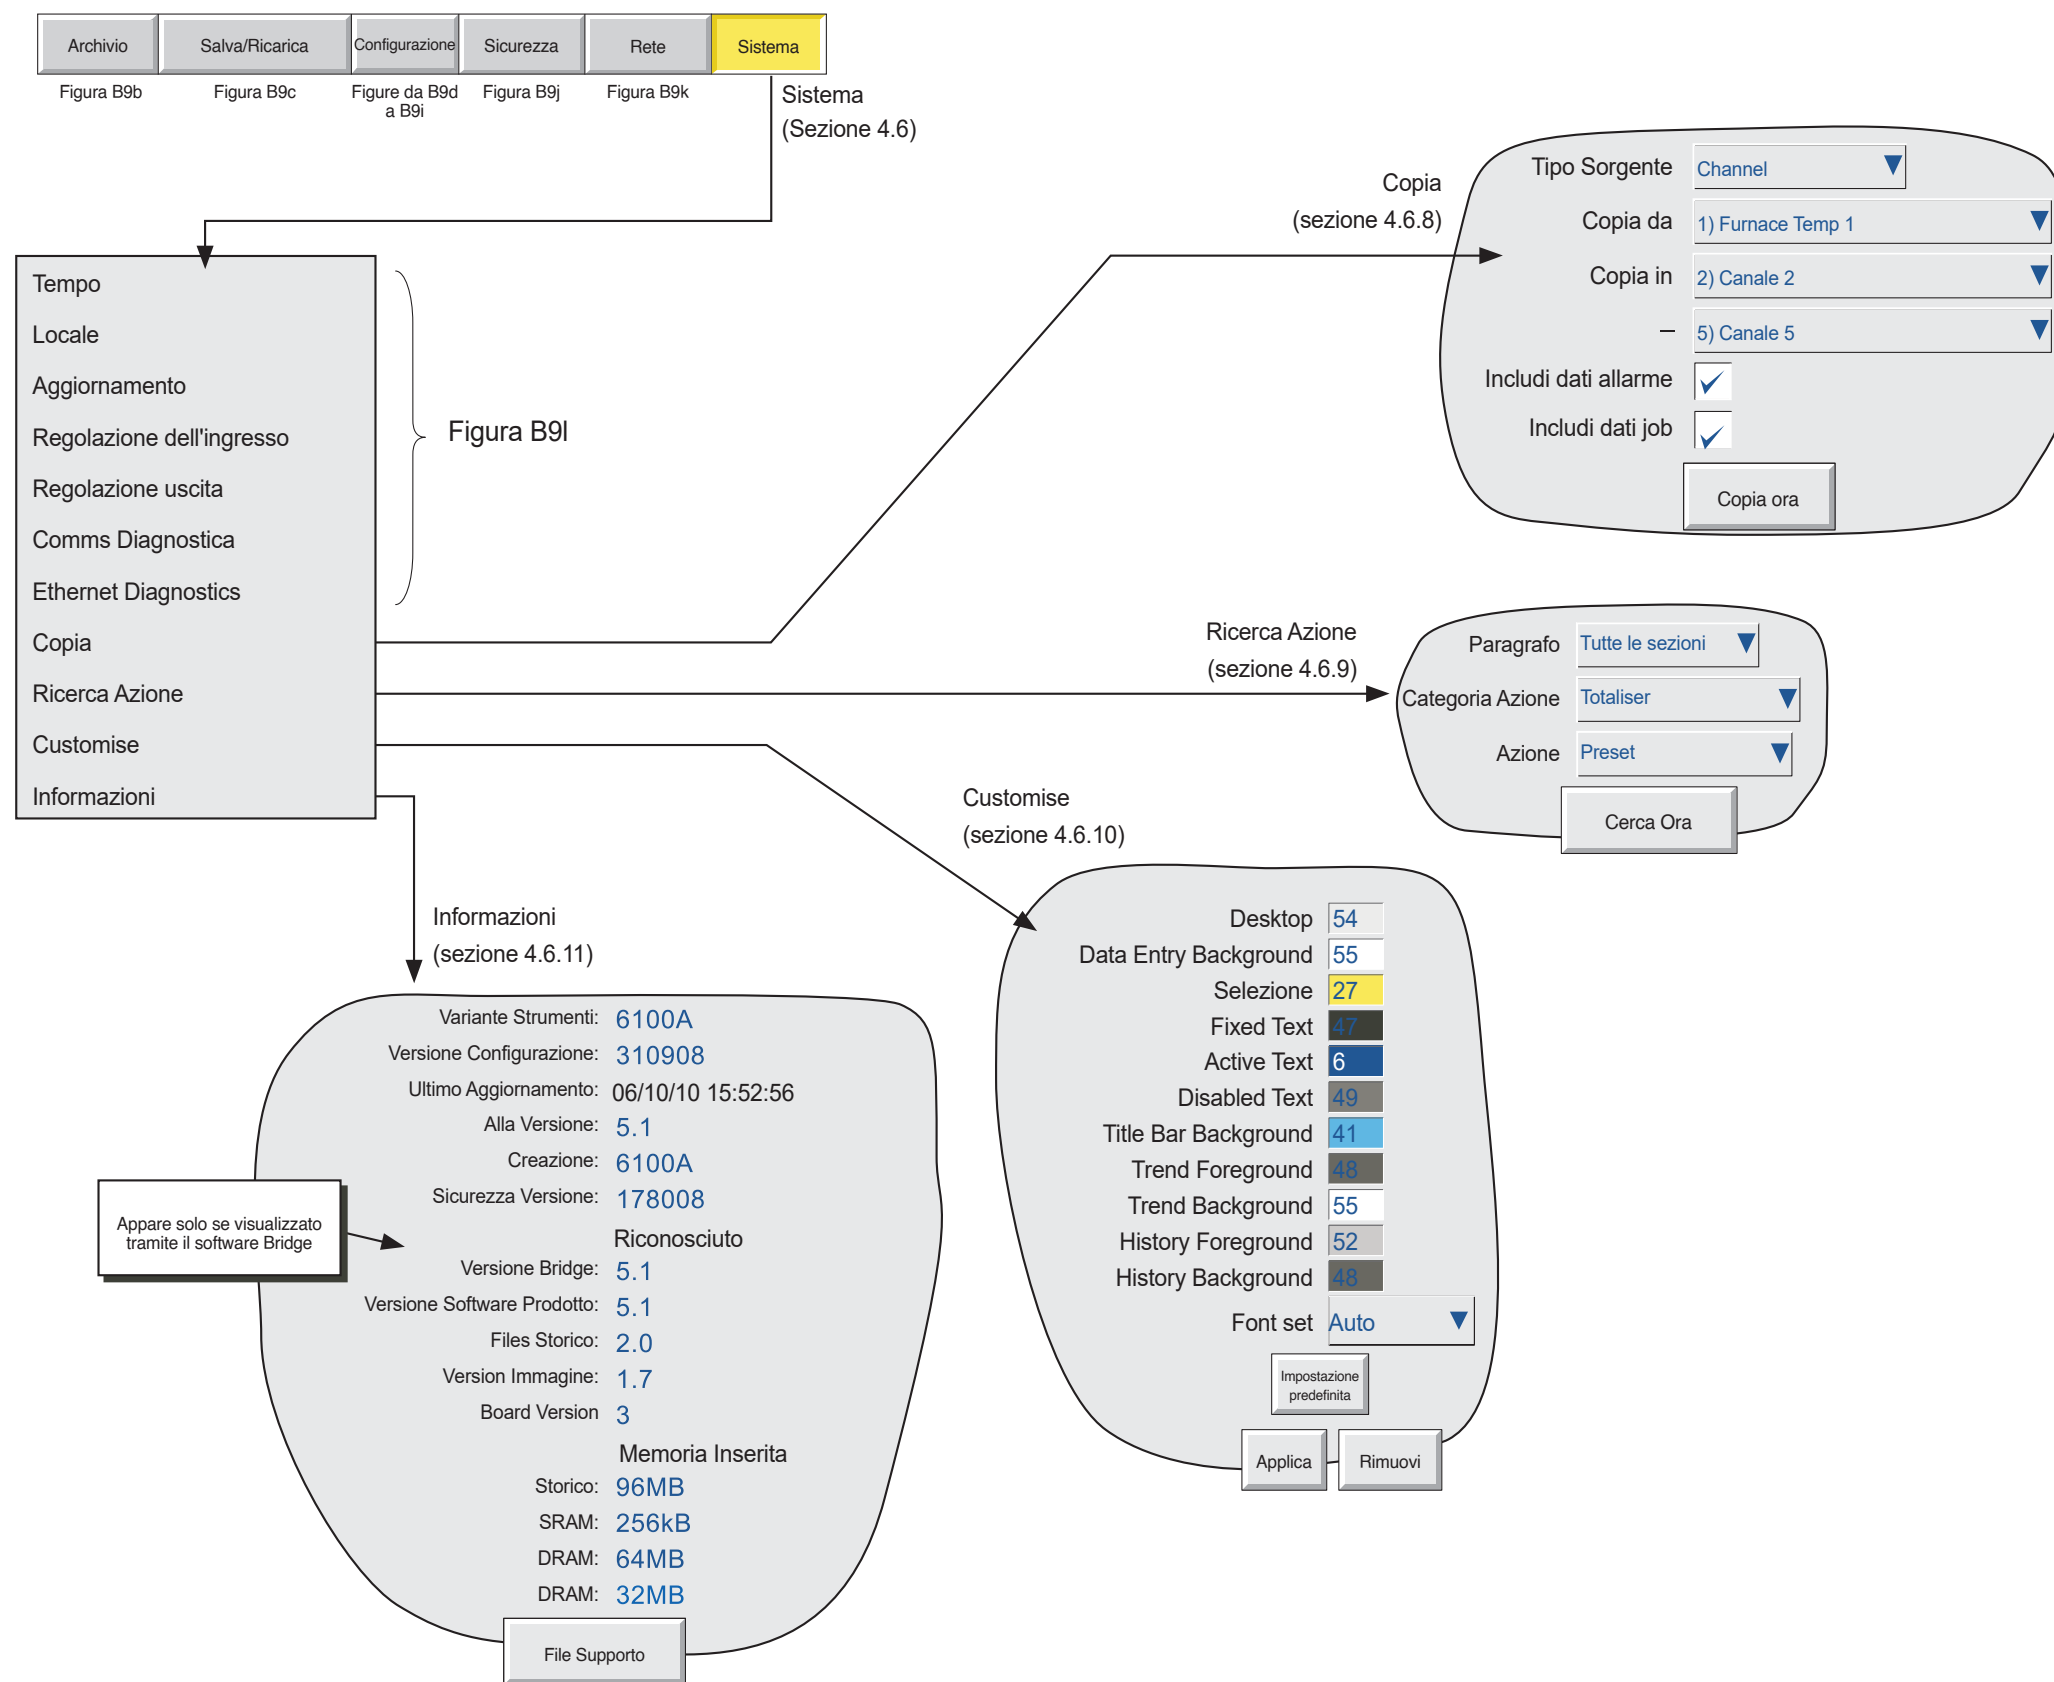 Archivio
Salva/Ricarica
Configurazione
Sicurezza
Rete
Sistema
Figura B9b
Figura B9c
Figure da B9d
a B9i
Figura B9j
Figura B9k
Sistema
(Sezione 4.6)
Tempo
Locale
Aggiornamento
Regolazione dell'ingresso
Regolazione uscita
Comms Diagnostica
Ethernet Diagnostics
Copia
Ricerca Azione
Customise
Informazioni
Figura B9l
Copia
(sezione 4.6.8)
Tipo Sorgente Channel
Copia da 1) Furnace Temp 1
Copia in 2) Canale 2
– 5) Canale 5
Includi dati allarme
Includi dati job
Copia ora
Ricerca Azione
(sezione 4.6.9)
Paragrafo Tutte le sezioni
Categoria Azione Totaliser
Azione Preset
Cerca Ora
Customise
(sezione 4.6.10)
Desktop 54
Data Entry Background 55
Selezione 27
Fixed Text 47
Active Text 6
Disabled Text 49
Title Bar Background 41
Trend Foreground 48
Trend Background 55
History Foreground 52
History Background 48
Font set Auto
Impostazione
predefinita
Applica
Rimuovi
Informazioni
(sezione 4.6.11)
Variante Strumenti: 6100A
Versione Configurazione: 310908
Ultimo Aggiornamento: 06/10/10 15:52:56
Alla Versione: 5.1
Creazione: 6100A
Sicurezza Versione: 178008
Riconosciuto
Versione Bridge: 5.1
Versione Software Prodotto: 5.1
Files Storico: 2.0
Version Immagine: 1.7
Board Version 3
Memoria Inserita
Storico: 96MB
SRAM: 256kB
DRAM: 64MB
DRAM: 32MB
File Supporto
Appare solo se visualizzato
tramite il software Bridge